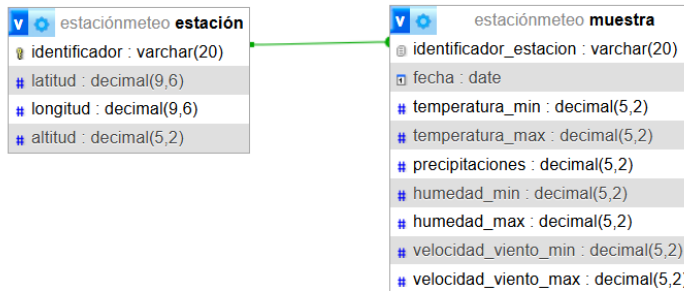 v estaciónmeteo estación
identificador : varchar(20)
# latitud : decimal(9,6)
# longitud : decimal(9,6)
# altitud : decimal(5,2)
v estaciónmeteo muestra
identificador_estacion : varchar(20)
fecha : date
# temperatura_min : decimal(5,2)
# temperatura_max : decimal(5,2)
# precipitaciones : decimal(5,2)
# humedad_min : decimal(5,2)
# humedad_max : decimal(5,2)
# velocidad_viento_min : decimal(5,2)
# velocidad_viento_max : decimal(5,2